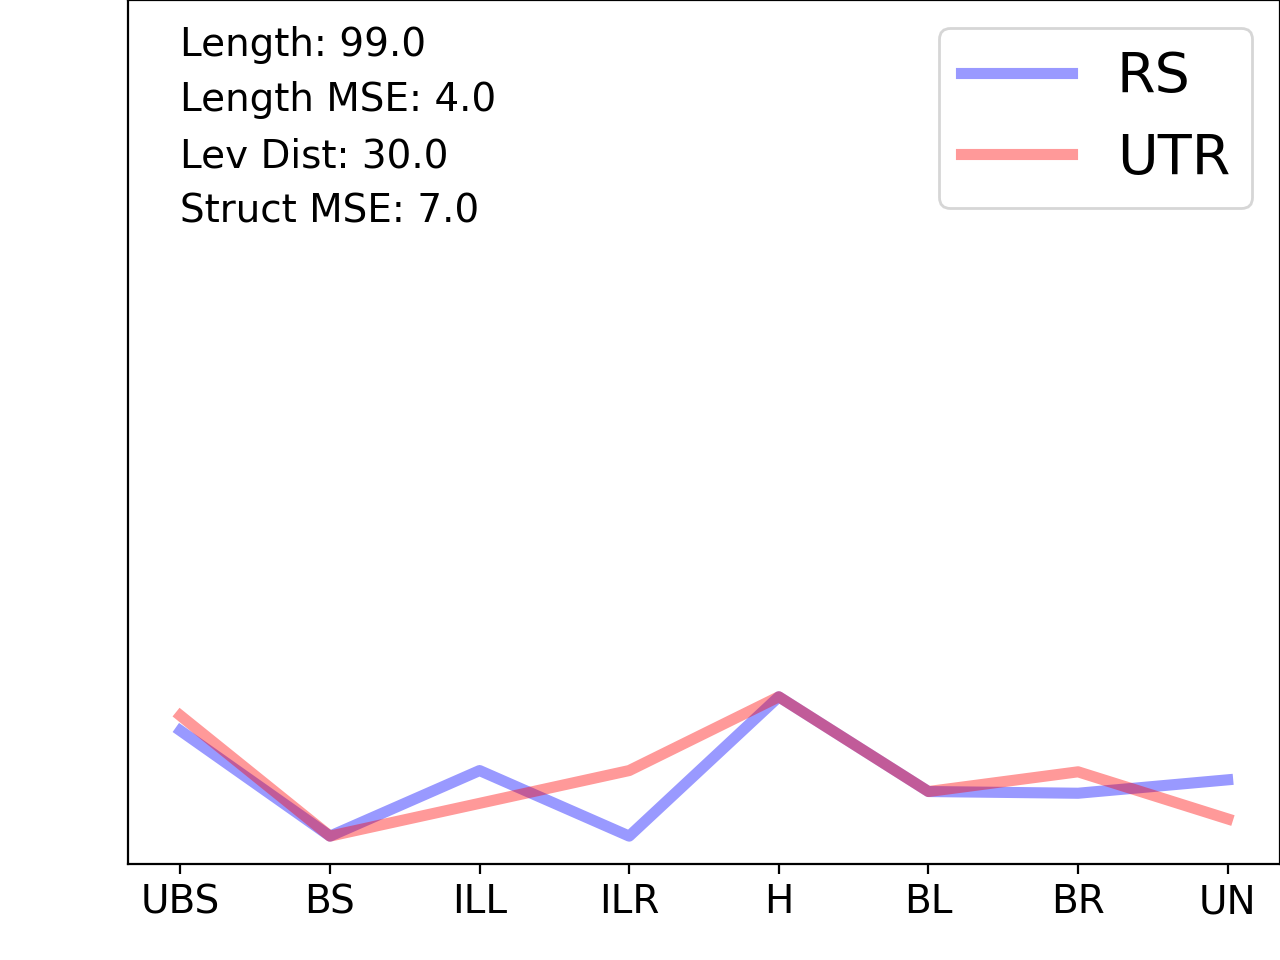 Length: 99.0
Length MSE: 4.0
Lev Dist: 30.0
Struct MSE: 7.0
RS
UTR
UBS BS ILL ILR H BL BR UN